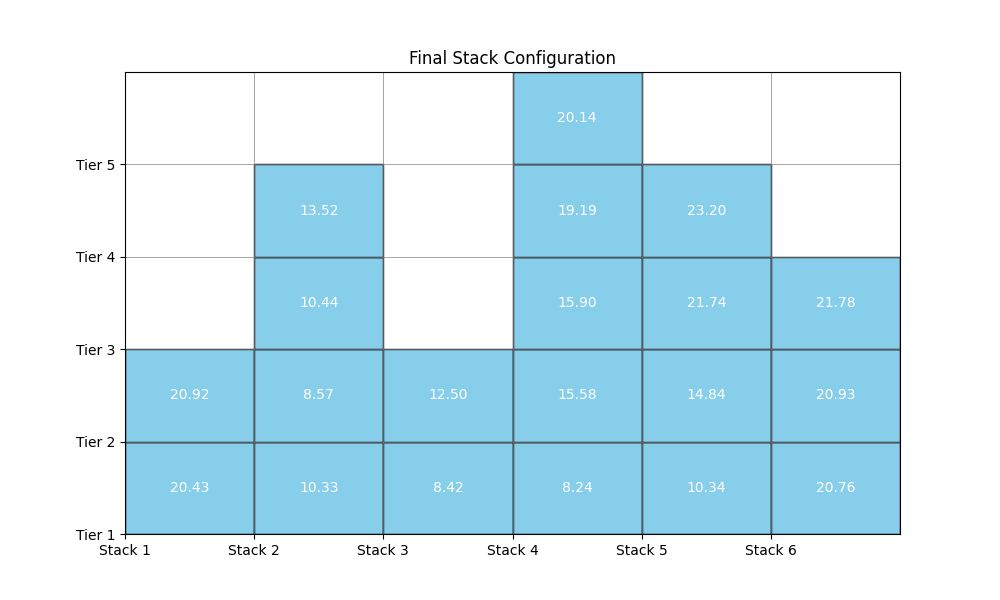 Final Stack Configuration
20.14
Tier 5
13.52 19.19 23.20
Tier 4
10.44 15.90 21.74 21.78
Tier 3
20.92 8.57 12.50 15.58 14.84 20.93
Tier 2
20.43 10.33 8.42 8.24 10.34 20.76
Tier 1
Stack 1 Stack 2 Stack 3 Stack 4 Stack 5 Stack 6